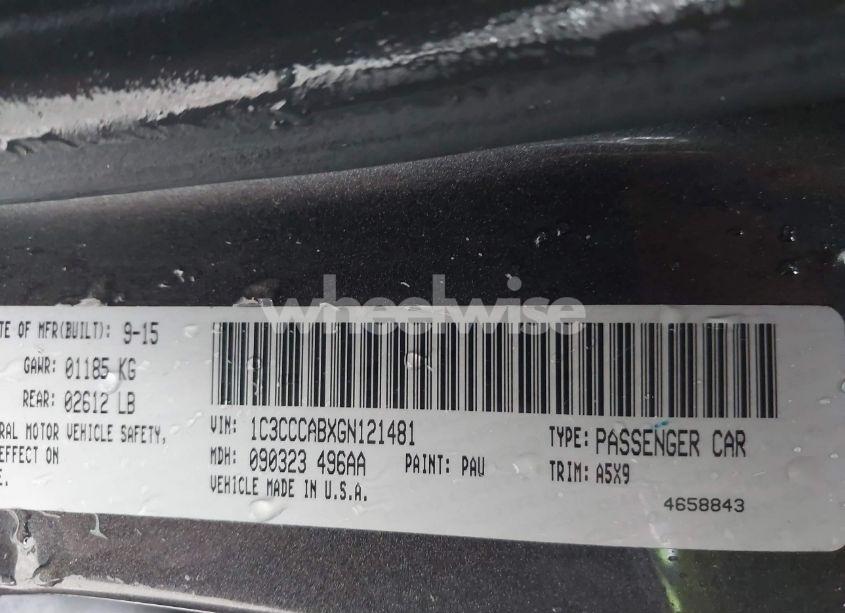 wheelwise
TE OF MFR(BUILT): 9-15
GAWR: 01185 KG
REAR: 02612 LB
RAL MOTOR VEHICLE SAFETY,
EFFECT ON
E.
VIN: 1C3CCCABXGN121481
MDH: 090323 496AA PAINT: PAU
VEHICLE MADE IN U.S.A.
TYPE: PASSENGER CAR
TRIM: A5X9
4658843